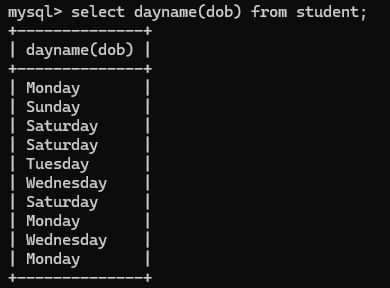 mysql> select dayname(dob) from student;
+--------------+
| dayname(dob) |
+--------------+
| Monday       |
| Sunday       |
| Saturday     |
| Saturday     |
| Tuesday      |
| Wednesday    |
| Saturday     |
| Monday       |
| Wednesday    |
| Monday       |
+--------------+